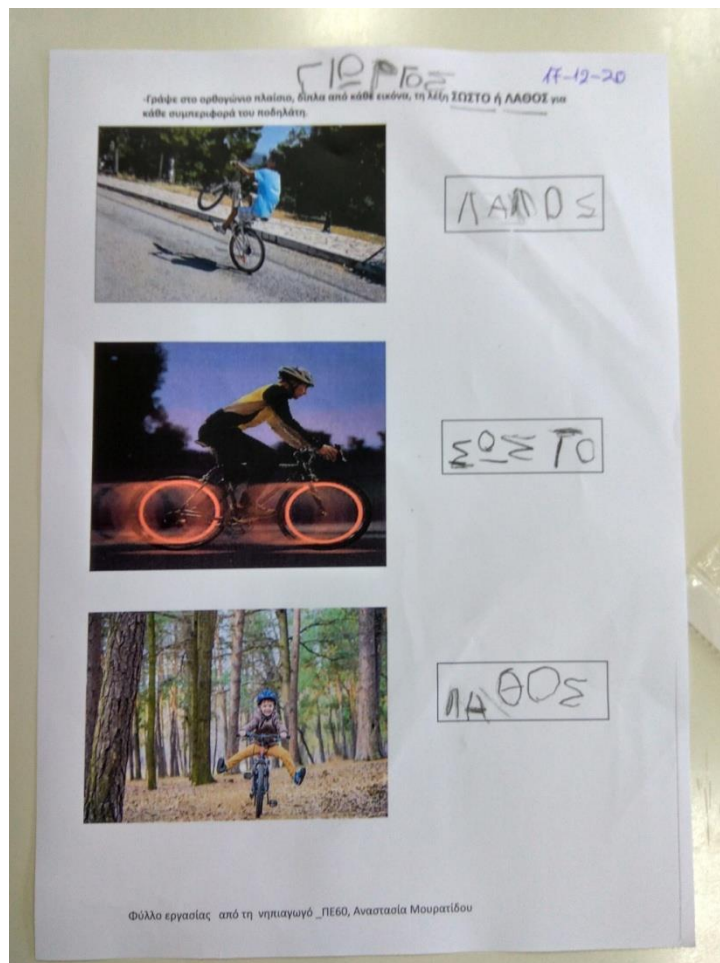 ΓΙΩΡΓΟΣ
17-12-20
-Γράψε στο ορθογώνιο πλαίσιο, δίπλα από κάθε εικόνα, τη λέξη ΣΩΣΤΟ ή ΛΑΘΟΣ για
κάθε συμπεριφορά του ποδηλάτη.
ΣΩΣΤΟ
ΛΑΘΟΣ
Φύλλο εργασίας από τη νηπιαγωγό _ΠΕ60, Αναστασία Μουρατίδου